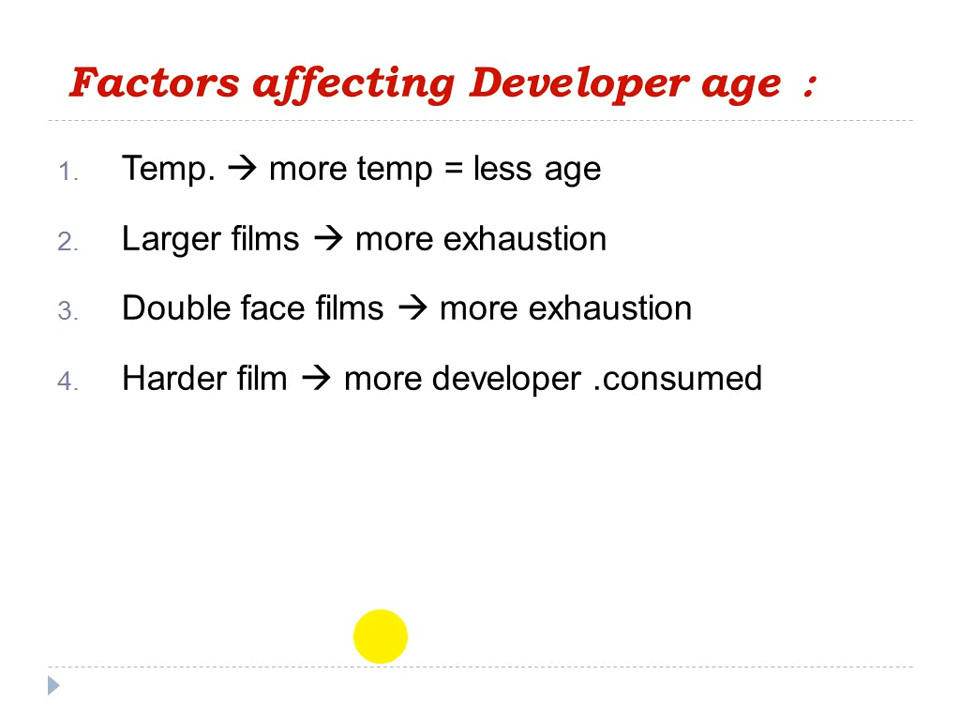 Factors affecting Developer age :
1. Temp. → more temp = less age
2. Larger films → more exhaustion
3. Double face films → more exhaustion
4. Harder film → more developer .consumed